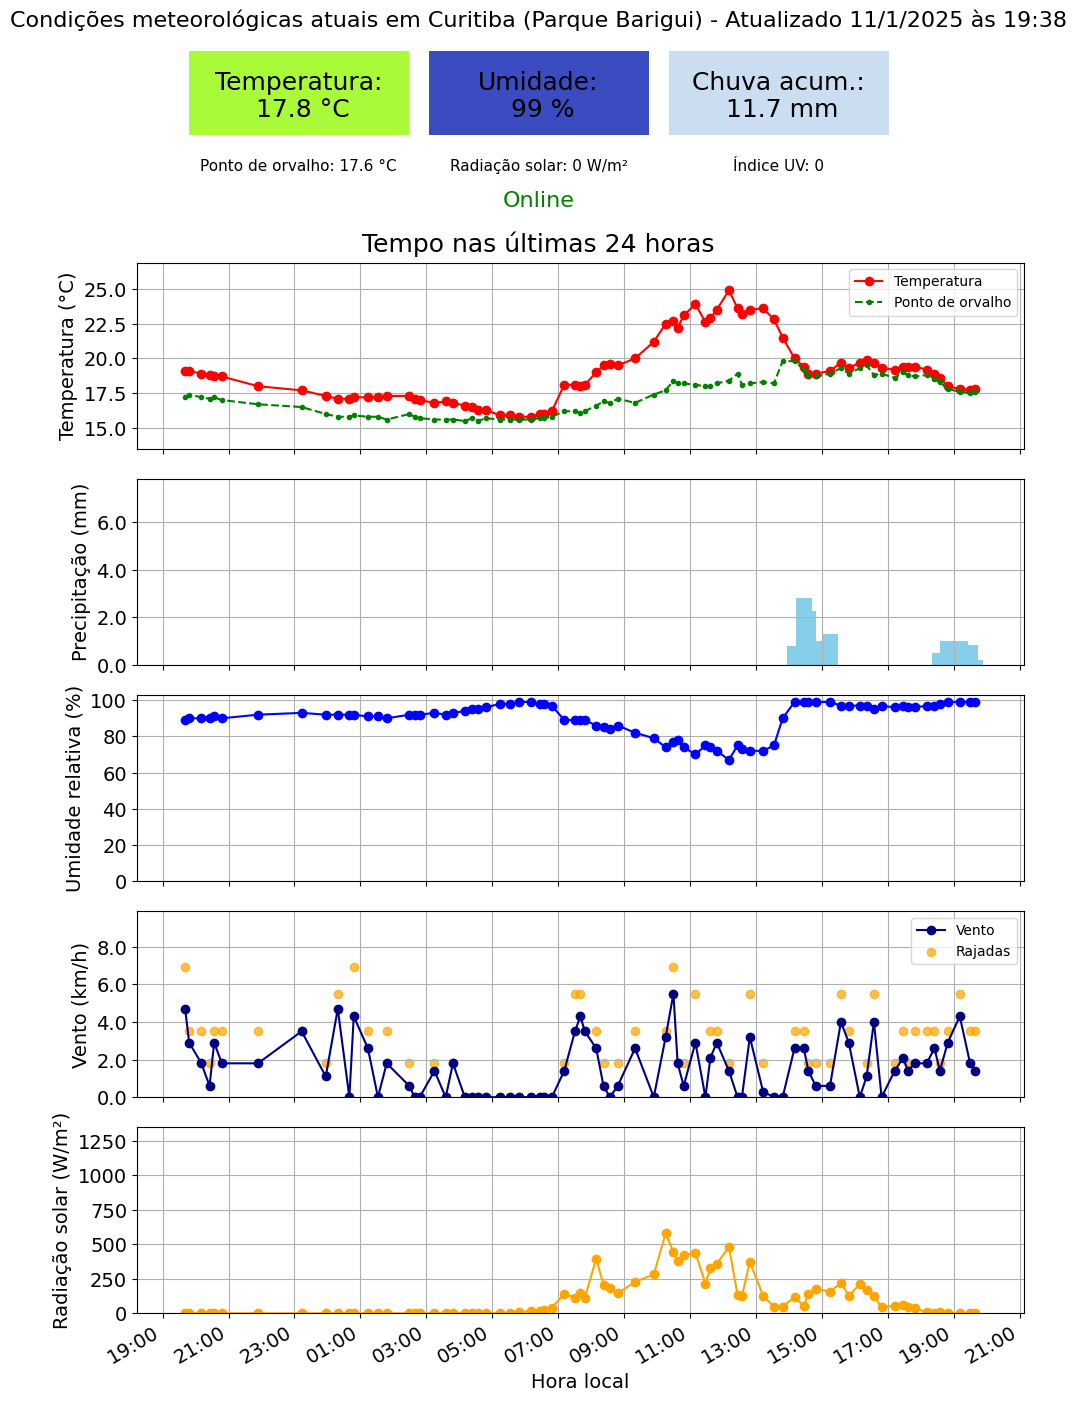 Condições meteorológicas atuais em Curitiba (Parque Barigui) - Atualizado 11/1/2025 às 19:38
Temperatura:
17.8 °C
Umidade:
99 %
Chuva acum.:
11.7 mm
Ponto de orvalho: 17.6 °C
Radiação solar: 0 W/m²
Índice UV: 0
Online
Tempo nas últimas 24 horas
Temperatura (°C)
25.0
22.5
20.0
17.5
15.0
Temperatura
Ponto de orvalho
Precipitação (mm)
6.0
4.0
2.0
0.0
Umidade relativa (%)
100
80
60
40
20
0
Vento (km/h)
8.0
6.0
4.0
2.0
0.0
Vento
Rajadas
Radiação solar (W/m²)
1250
1000
750
500
250
0
19:00
21:00
23:00
01:00
03:00
05:00
07:00
09:00
11:00
13:00
15:00
17:00
19:00
21:00
Hora local